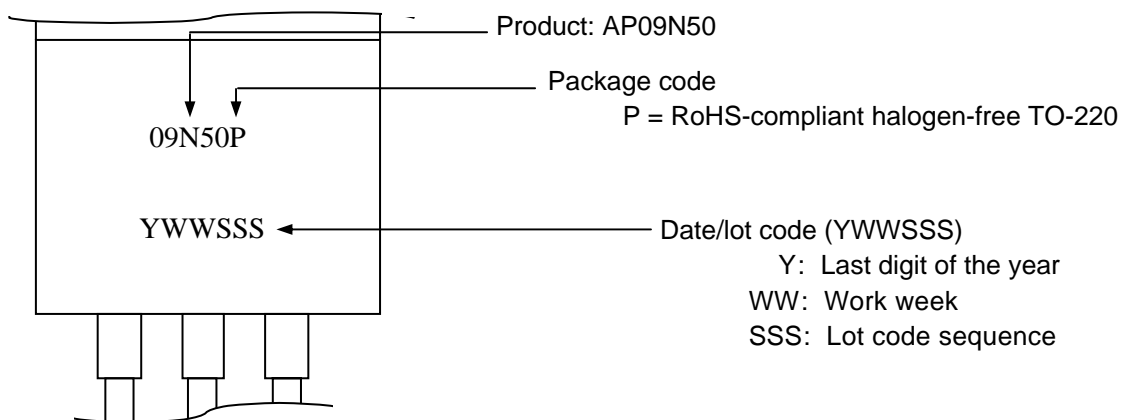 Product: AP09N50
Package code
P = RoHS-compliant halogen-free TO-220
09N50P
YWWSSS
Date/lot code (YWWSSS)
Y: Last digit of the year
WW: Work week
SSS: Lot code sequence